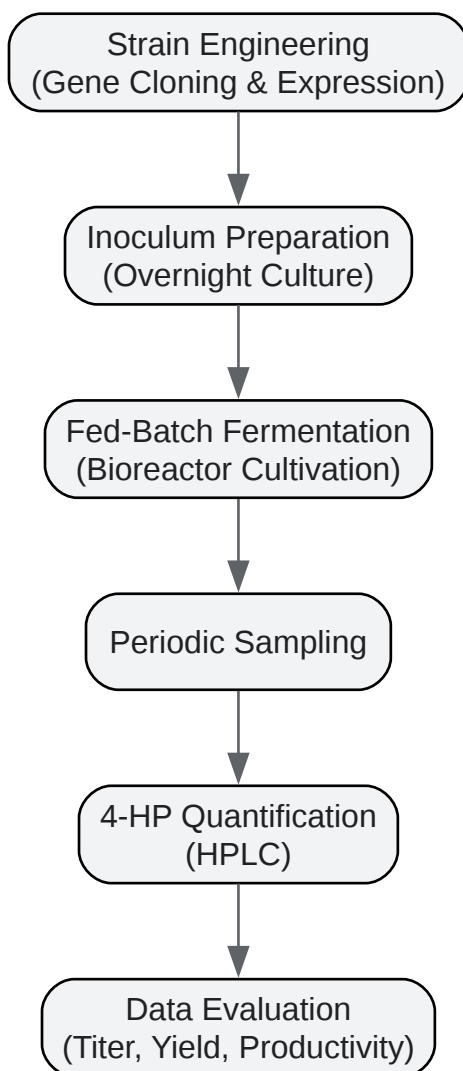 Strain Engineering
(Gene Cloning & Expression)
Inoculum Preparation
(Overnight Culture)
Fed-Batch Fermentation
(Bioreactor Cultivation)
Periodic Sampling
4-HP Quantification
(HPLC)
Data Evaluation
(Titer, Yield, Productivity)